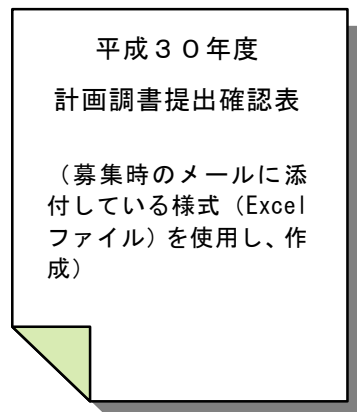 平成３０年度
計画調書提出確認表
（募集時のメールに添
付している様式（Excel
ファイル）を使用し、作
成）